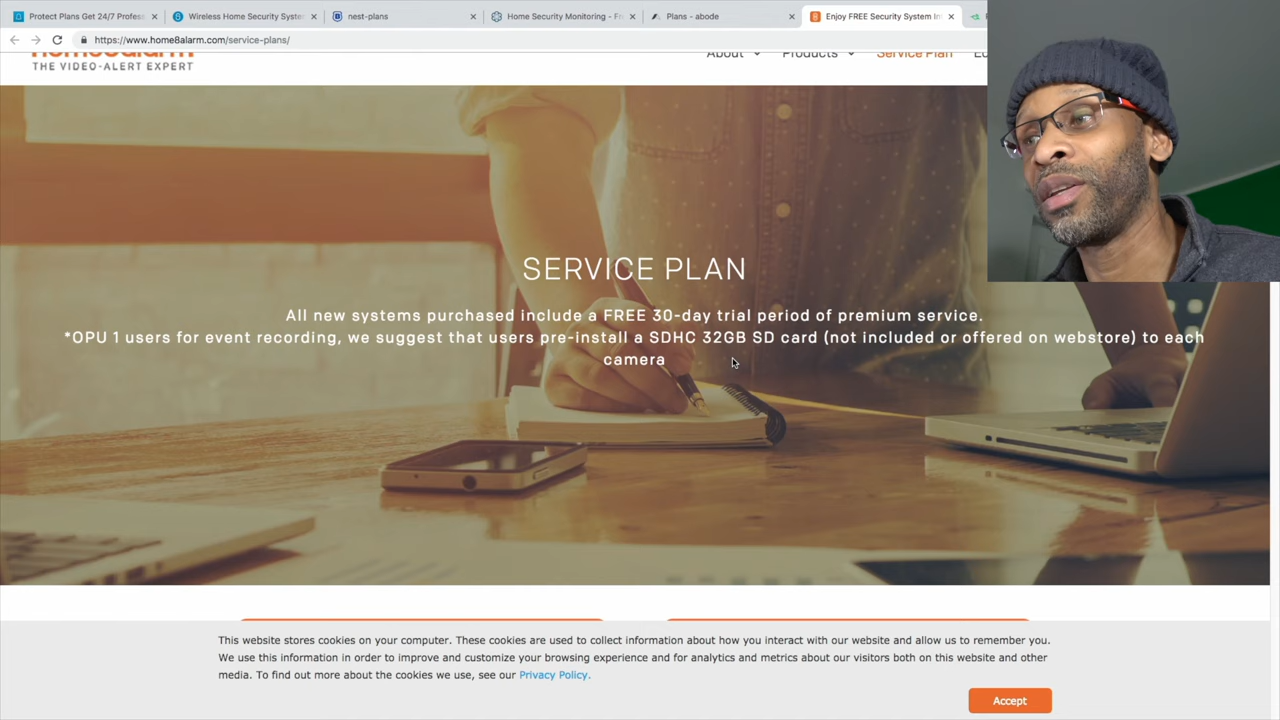 Protect Plans Get 24/7 Profess
Wireless Home Security Syste
nest-plans
Home Security Monitoring - Fr
Plans - abode
Enjoy FREE Security System In
https://www.home8alarm.com/service-plans/
home8alarm
THE VIDEO-ALERT EXPERT
About
Products
Service Plan
SERVICE PLAN
All new systems purchased include a FREE 30-day trial period of premium service.
*OPU 1 users for event recording, we suggest that users pre-install a SDHC 32GB SD card (not included or offered on webstore) to each
camera
This website stores cookies on your computer. These cookies are used to collect information about how you interact with our website and allow us to remember you.
We use this information in order to improve and customize your browsing experience and for analytics and metrics about our visitors both on this website and other
media. To find out more about the cookies we use, see our Privacy Policy.
Accept